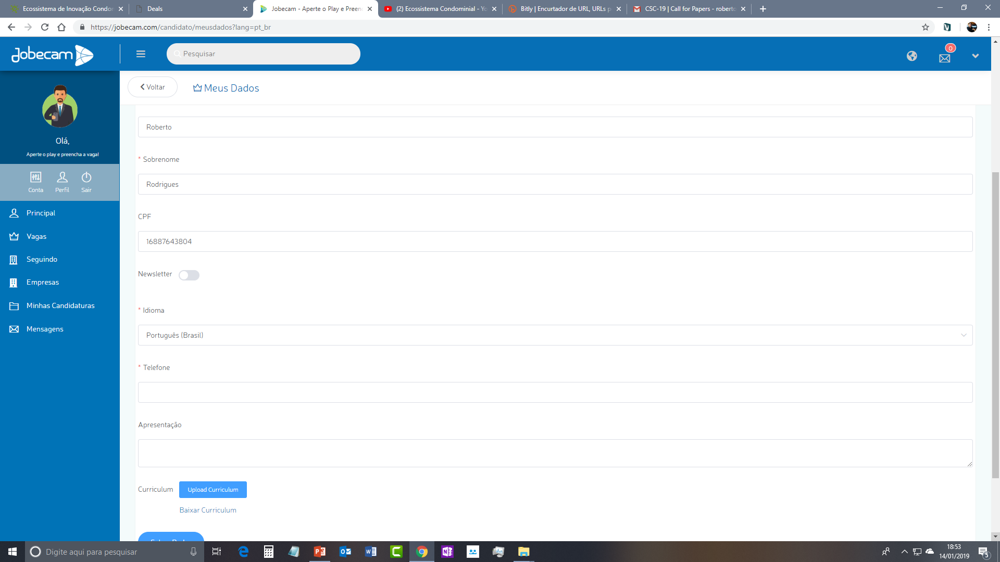 Ecossistema de Inovação Condor
Deals
Jobecam - Aperte o Play e Preen
(2) Ecossistema Condominial - Yo
Bitly | Encurtador de URL, URLs p
CSC-19 | Call for Papers - roberto
https://jobecam.com/candidato/meusdados?lang=pt_br
Jobecam
Pesquisar
0
Voltar
Meus Dados
Olá,
Aperte o play e preencha a vaga!
Conta
Perfil
Sair
Principal
Vagas
Seguindo
Empresas
Minhas Candidaturas
Mensagens
Roberto
* Sobrenome
Rodrigues
CPF
16887643804
Newsletter
* Idioma
Português (Brasil)
* Telefone
Apresentação
Curriculum
Upload Curriculum
Baixar Curriculum
Digite aqui para pesquisar
18:53
14/01/2019
5